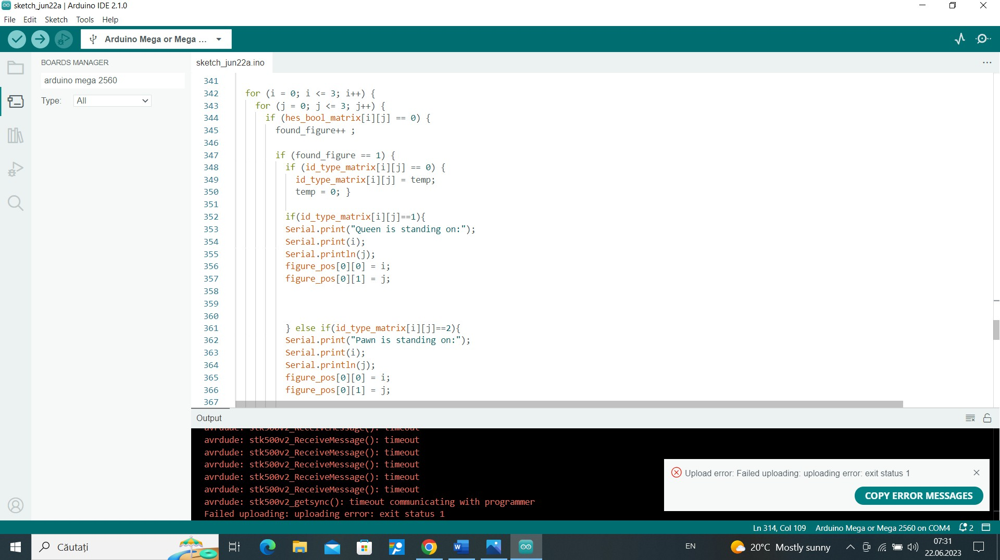 sketch_jun22a | Arduino IDE 2.1.0
File Edit Sketch Tools Help
Arduino Mega or Mega ...
BOARDS MANAGER
arduino mega 2560
Type: All
sketch_jun22a.ino
341
342 for (i = 0; i <= 3; i++) {
343 for (j = 0; j <= 3; j++) {
344 if (hes_bool_matrix[i][j] == 0) {
345 found_figure++ ;
346
347 if (found_figure == 1) {
348 if (id_type_matrix[i][j] == 0) {
349 id_type_matrix[i][j] = temp;
350 temp = 0; }
351
352 if(id_type_matrix[i][j]==1){
353 Serial.print("Queen is standing on:");
354 Serial.print(i);
355 Serial.println(j);
356 figure_pos[0][0] = i;
357 figure_pos[0][1] = j;
358
359
360
361 } else if(id_type_matrix[i][j]==2){
362 Serial.print("Pawn is standing on:");
363 Serial.print(i);
364 Serial.println(j);
365 figure_pos[0][0] = i;
366 figure_pos[0][1] = j;
367
Output
avrdude: stk500v2_ReceiveMessage(): timeout
avrdude: stk500v2_ReceiveMessage(): timeout
avrdude: stk500v2_ReceiveMessage(): timeout
avrdude: stk500v2_ReceiveMessage(): timeout
avrdude: stk500v2_ReceiveMessage(): timeout
avrdude: stk500v2_ReceiveMessage(): timeout
avrdude: stk500v2_getsync(): timeout communicating with programmer
Failed uploading: uploading error: exit status 1
Upload error: Failed uploading: uploading error: exit status 1
COPY ERROR MESSAGES
Ln 314, Col 109 Arduino Mega or Mega 2560 on COM4 2
Căutați
EN
20°C Mostly sunny
07:31
22.06.2023